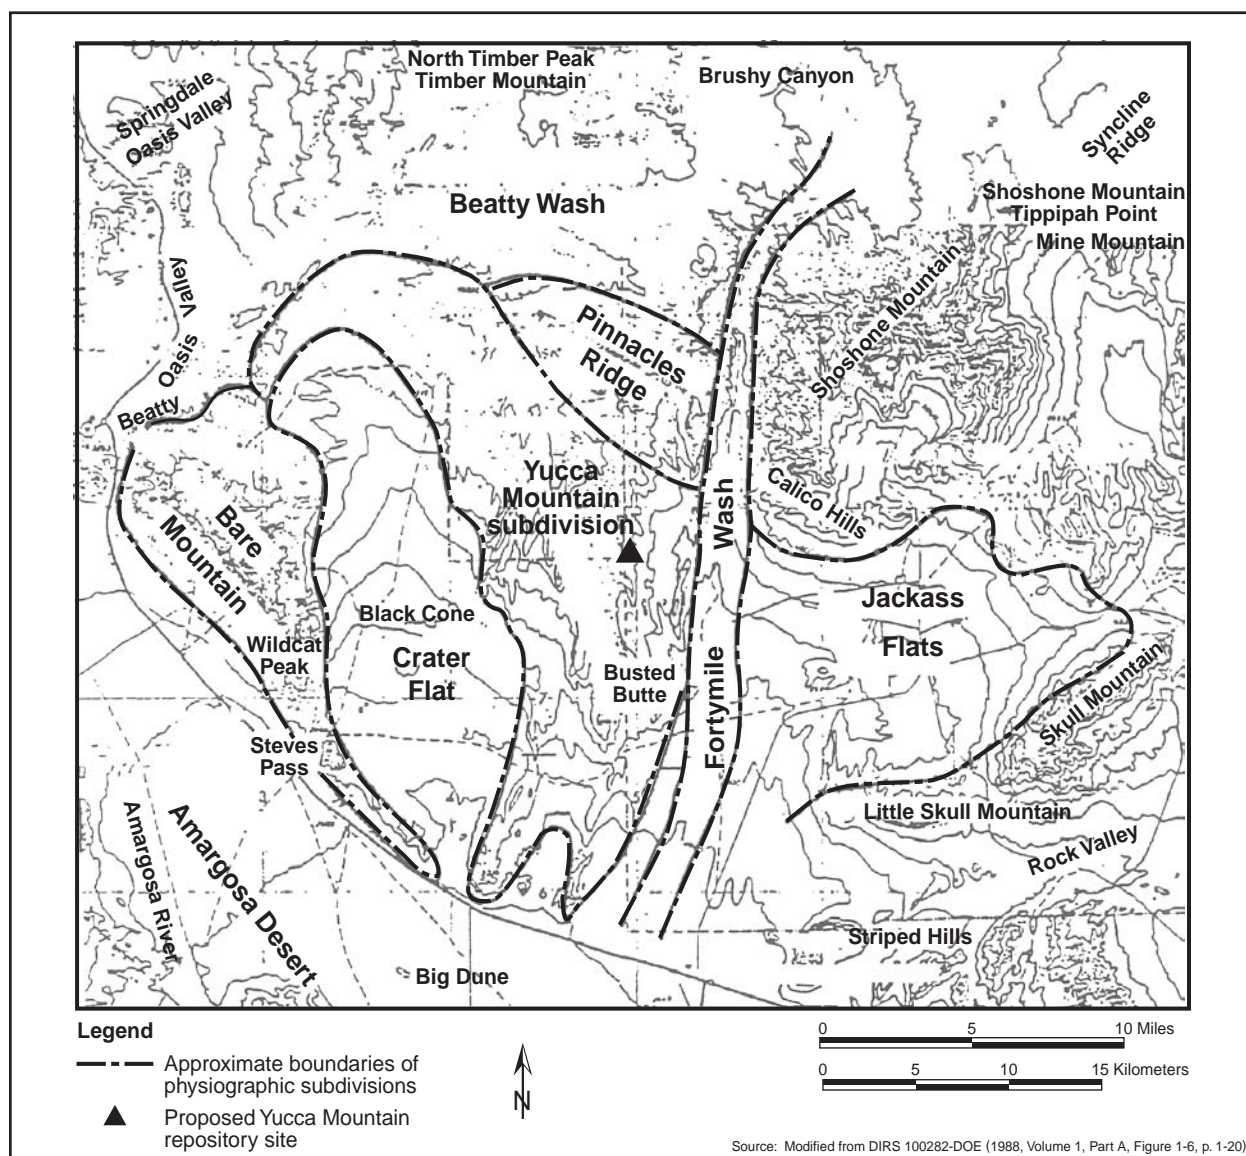 North Timber Peak
Timber Mountain
Brushy Canyon
Springdale
Oasis Valley
Syncline
Ridge
Shoshone Mountain
Tippipah Point
Mine Mountain
Beatty Wash
Oasis Valley
Shoshone Mountain
Pinnacles
Ridge
Beatty
Yucca
Mountain
subdivision
Calico Hills
Bare
Mountain
Fortymile Wash
Jackass
Flats
Black Cone
Wildcat
Peak
Crater
Flat
Busted
Butte
Skull Mountain
Steves
Pass
Little Skull Mountain
Rock Valley
Amargosa River
Amargosa Desert
Striped Hills
Big Dune
Legend
Approximate boundaries of
physiographic subdivisions
Proposed Yucca Mountain
repository site
N
0 5 10 Miles
0 5 10 15 Kilometers
Source: Modified from DIRS 100282-DOE (1988, Volume 1, Part A, Figure 1-6, p. 1-20)